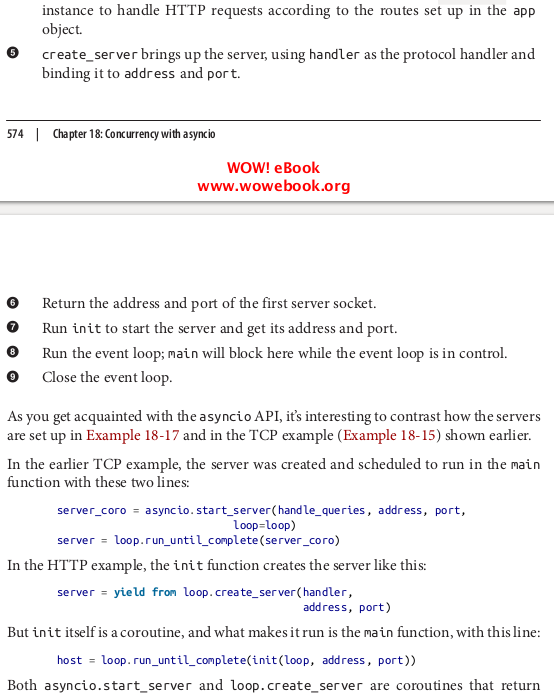 instance to handle HTTP requests according to the routes set up in the app
object.
❺ create_server brings up the server, using handler as the protocol handler and
binding it to address and port.
574 | Chapter 18: Concurrency with asyncio
WOW! eBook
www.wowebook.org
❻ Return the address and port of the first server socket.
❼ Run init to start the server and get its address and port.
❽ Run the event loop; main will block here while the event loop is in control.
❾ Close the event loop.
As you get acquainted with the asyncio API, it’s interesting to contrast how the servers
are set up in Example 18-17 and in the TCP example (Example 18-15) shown earlier.
In the earlier TCP example, the server was created and scheduled to run in the main
function with these two lines:
server_coro = asyncio.start_server(handle_queries, address, port,
loop=loop)
server = loop.run_until_complete(server_coro)
In the HTTP example, the init function creates the server like this:
server = yield from loop.create_server(handler,
address, port)
But init itself is a coroutine, and what makes it run is the main function, with this line:
host = loop.run_until_complete(init(loop, address, port))
Both asyncio.start_server and loop.create_server are coroutines that return